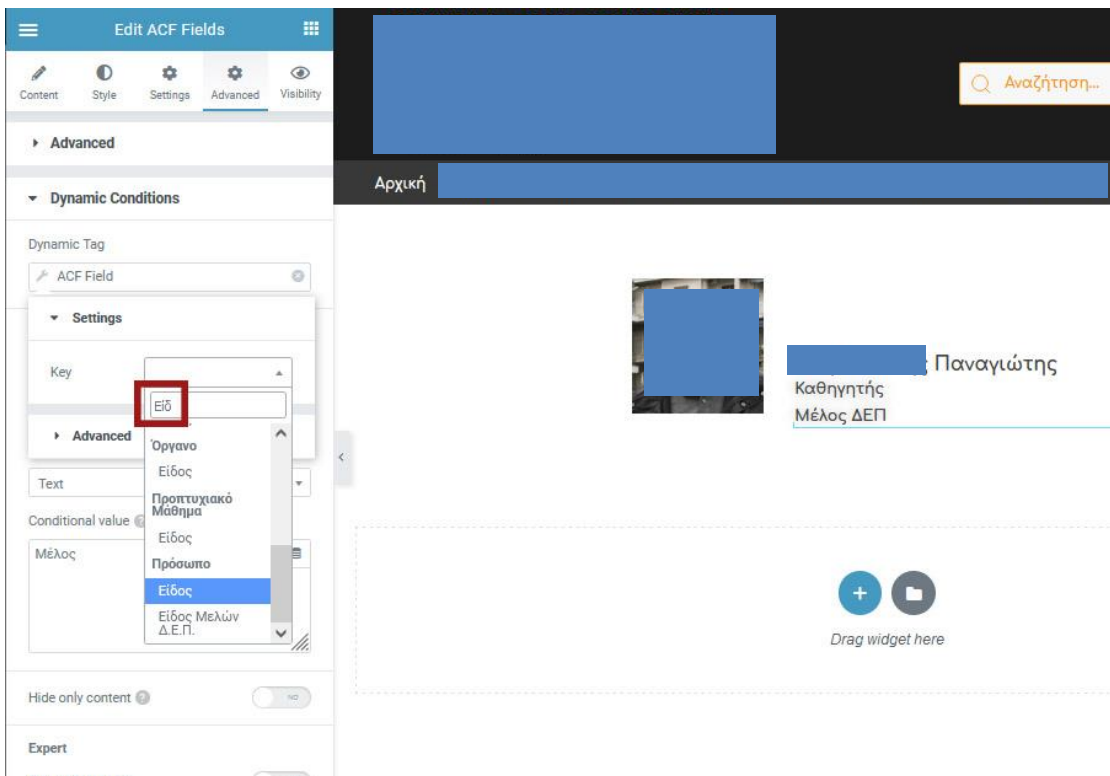 Edit ACF Fields
Content
Style
Settings
Advanced
Visibility
Advanced
Dynamic Conditions
Dynamic Tag
ACF Field
Settings
Key
Είδ
Advanced
Όργανο
Είδος
Προπτυχιακό
Μάθημα
Είδος
Πρόσωπο
Είδος
Είδος Μελών
Δ.Ε.Π.
Text
Conditional value
Μέλος
Hide only content
NO
Expert
Αναζήτηση...
Αρχική
ς Παναγιώτης
Καθηγητής
Μέλος ΔΕΠ
Drag widget here